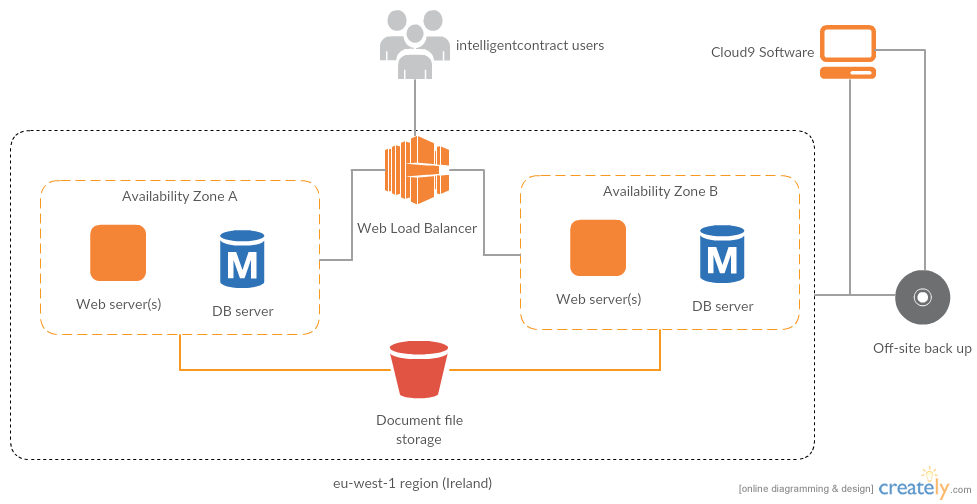 intelligentcontract users
Cloud9 Software
Availability Zone A
Availability Zone B
Web Load Balancer
M
M
Web server(s)
DB server
Web server(s)
DB server
Off-site back up
Document file
storage
eu-west-1 region (Ireland)
[online diagramming & design] creately.com